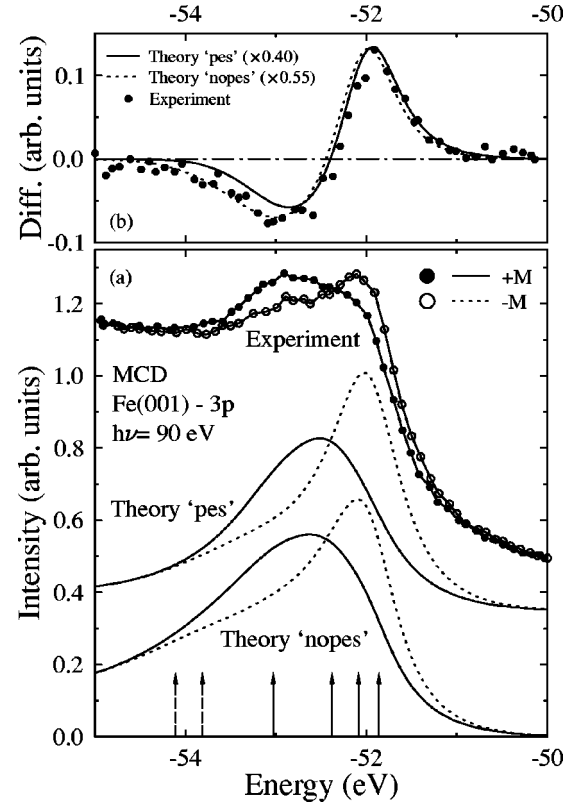 -54 -52 -50
Diff. (arb. units)
0.1
0.0
-0.1
Theory ‘pes’ (×0.40)
Theory ‘nopes’ (×0.55)
Experiment
(b)
(a)
+M
-M
Intensity (arb. units)
1.2
1.0
0.8
0.6
0.4
0.2
0.0
Experiment
MCD
Fe(001) - 3p
hν= 90 eV
Theory ‘pes’
Theory ‘nopes’
-54 -52 -50
Energy (eV)